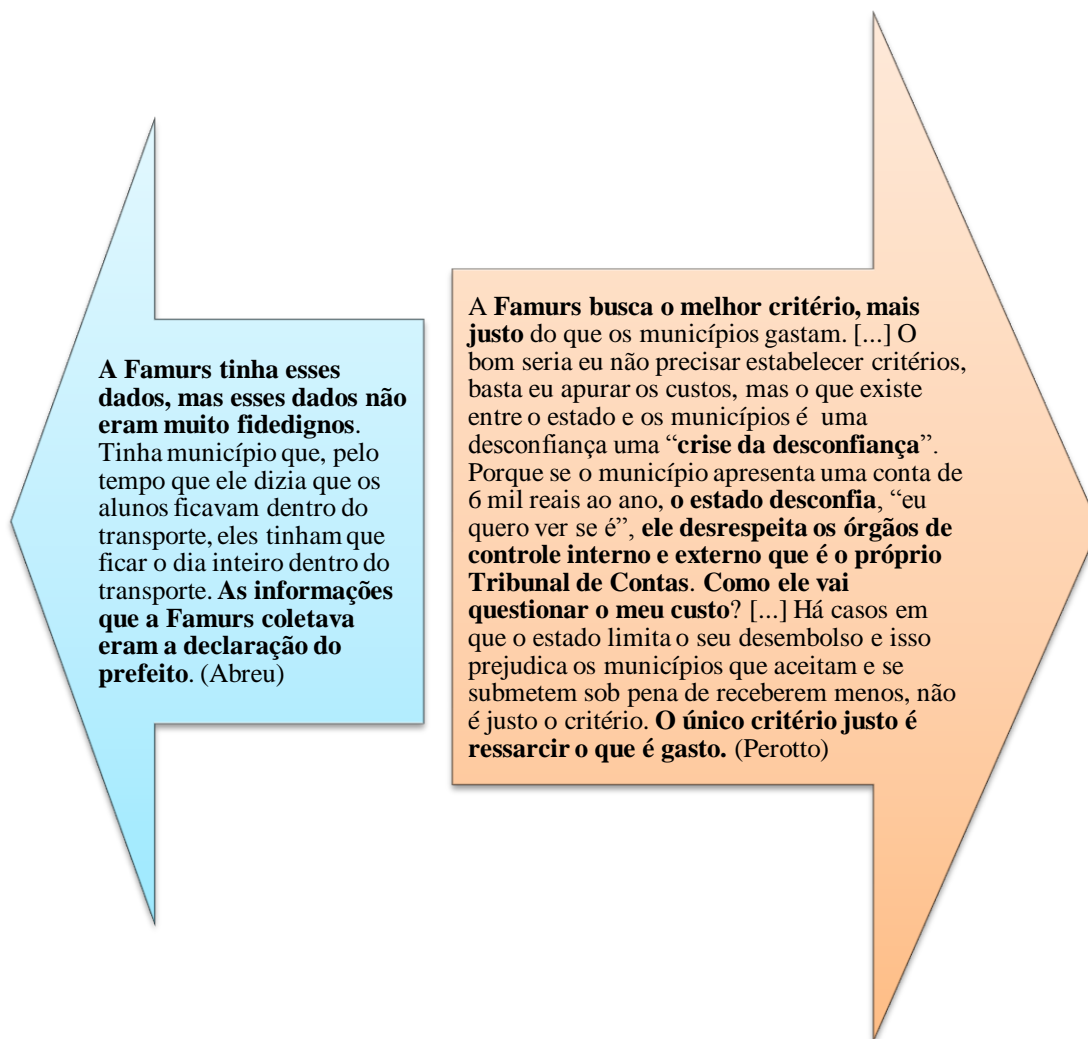 A Famurs tinha esses
dados, mas esses dados não
eram muito fidedignos.
Tinha município que, pelo
tempo que ele dizia que os
alunos ficavam dentro do
transporte, eles tinham que
ficar o dia inteiro dentro do
transporte. As informações
que a Famurs coletava
eram a declaração do
prefeito. (Abreu)
A Famurs busca o melhor critério, mais
justo do que os municípios gastam. [...] O
bom seria eu não precisar estabelecer critérios,
basta eu apurar os custos, mas o que existe
entre o estado e os municípios é uma
desconfiança uma “crise da desconfiança”.
Porque se o município apresenta uma conta de
6 mil reais ao ano, o estado desconfia, “eu
quero ver se é”, ele desrespeita os órgãos de
controle interno e externo que é o próprio
Tribunal de Contas. Como ele vai
questionar o meu custo? [...] Há casos em
que o estado limita o seu desembolso e isso
prejudica os municípios que aceitam e se
submetem sob pena de receberem menos, não
é justo o critério. O único critério justo é
ressarcir o que é gasto. (Perotto)